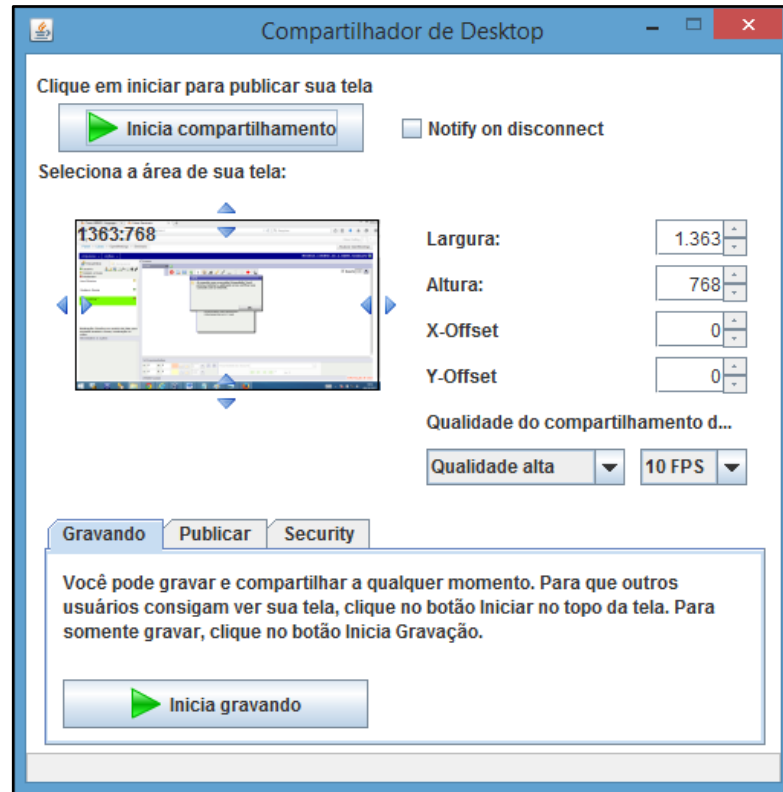 Compartilhador de Desktop
Clique em iniciar para publicar sua tela
Inicia compartilhamento
Notify on disconnect
Seleciona a área de sua tela:
1363:768
Largura:
1.363
Altura:
768
X-Offset
0
Y-Offset
0
Qualidade do compartilhamento d...
Qualidade alta
10 FPS
Gravando
Publicar
Security
Você pode gravar e compartilhar a qualquer momento. Para que outros
usuários consigam ver sua tela, clique no botão Iniciar no topo da tela. Para
somente gravar, clique no botão Inicia Gravação.
Inicia gravando